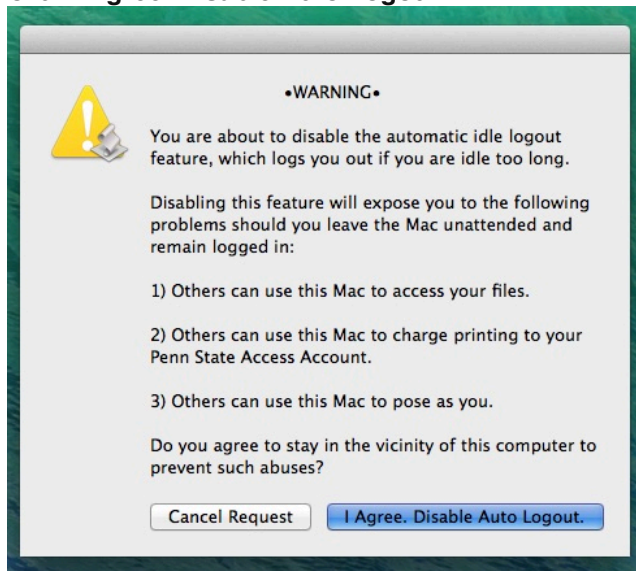 •WARNING•
You are about to disable the automatic idle logout
feature, which logs you out if you are idle too long.
Disabling this feature will expose you to the following
problems should you leave the Mac unattended and
remain logged in:
1) Others can use this Mac to access your files.
2) Others can use this Mac to charge printing to your
Penn State Access Account.
3) Others can use this Mac to pose as you.
Do you agree to stay in the vicinity of this computer to
prevent such abuses?
Cancel Request I Agree. Disable Auto Logout.